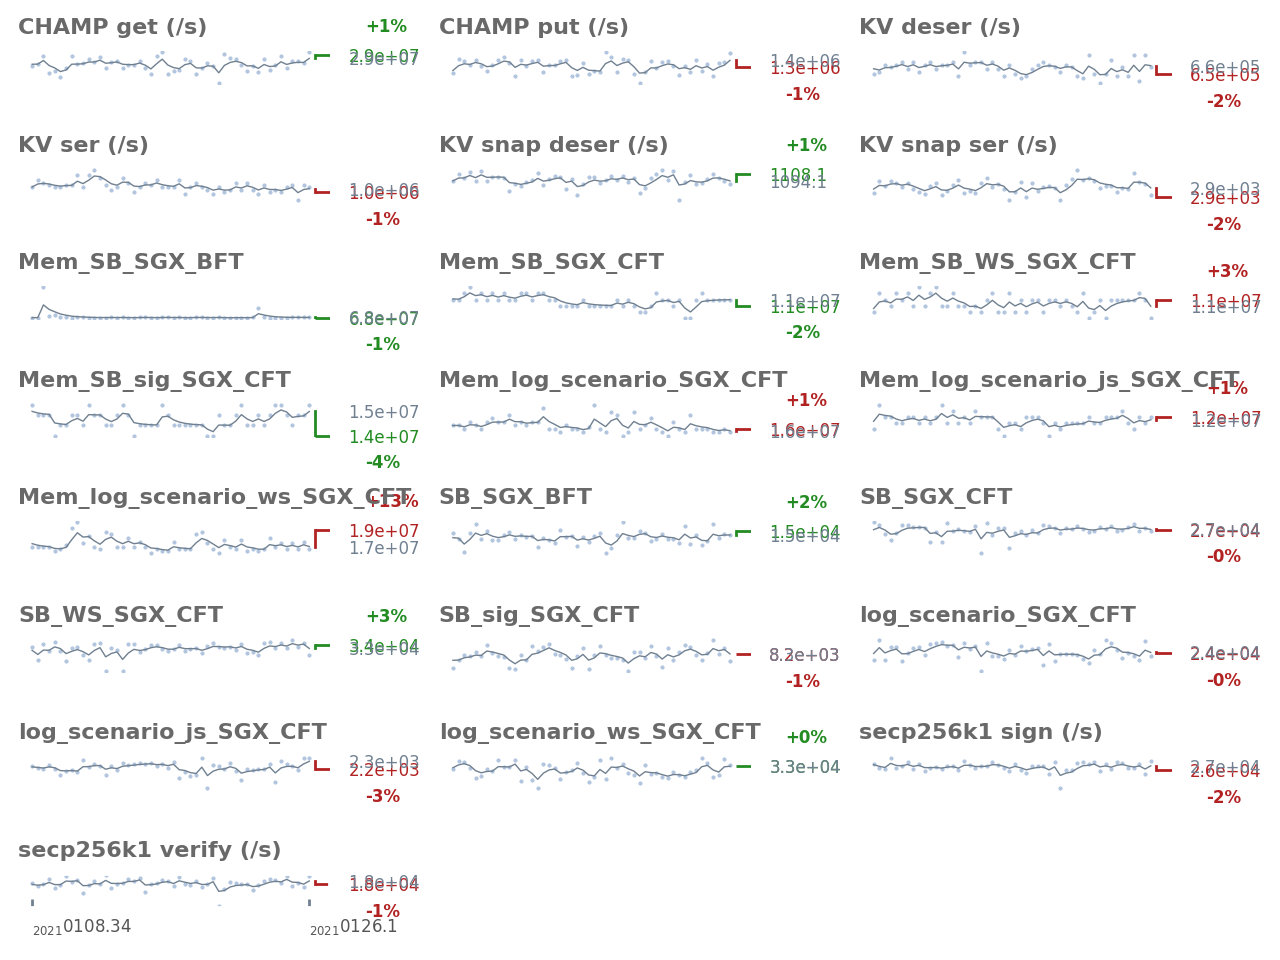 CHAMP get (/s)
+1%
2.9e+07
2.9e+07
CHAMP put (/s)
1.4e+06
1.3e+06
-1%
KV deser (/s)
6.6e+05
6.5e+05
-2%
KV ser (/s)
1.0e+06
1.0e+06
-1%
KV snap deser (/s)
+1%
1108.1
1094.1
KV snap ser (/s)
2.9e+03
2.9e+03
-2%
Mem_SB_SGX_BFT
6.8e+07
6.8e+07
-1%
Mem_SB_SGX_CFT
1.1e+07
1.1e+07
-2%
Mem_SB_WS_SGX_CFT
+3%
1.1e+07
1.1e+07
Mem_SB_sig_SGX_CFT
1.5e+07
1.4e+07
-4%
Mem_log_scenario_SGX_CFT
+1%
1.6e+07
1.6e+07
Mem_log_scenario_js_SGX_CFT
+1%
1.2e+07
1.2e+07
Mem_log_scenario_ws_SGX_CFT
+13%
1.9e+07
1.7e+07
SB_SGX_BFT
+2%
1.5e+04
1.5e+04
SB_SGX_CFT
2.7e+04
2.7e+04
-0%
SB_WS_SGX_CFT
+3%
3.4e+04
3.3e+04
SB_sig_SGX_CFT
8.2e+03
-1%
log_scenario_SGX_CFT
2.4e+04
2.4e+04
-0%
log_scenario_js_SGX_CFT
2.3e+03
2.2e+03
-3%
log_scenario_ws_SGX_CFT
+0%
3.3e+04
secp256k1 sign (/s)
2.7e+04
2.6e+04
-2%
secp256k1 verify (/s)
1.8e+04
1.8e+04
-1%
20210108.34
20210126.1